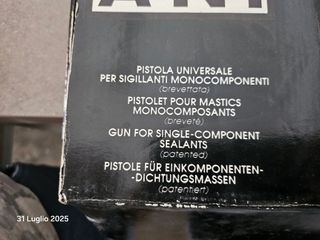 ANI
PISTOLA UNIVERSALE
PER SIGILLANTI MONOCOMPONENTI
(brevettata)
PISTOLET POUR MASTICS
MONOCOMPOSANTS
(breveté)
GUN FOR SINGLE-COMPONENT
SEALANTS
(patented)
PISTOLE FÜR EINKOMPONENTEN-
-DICHTUNGSMASSEN
(patentiert)
31 Luglio 2025